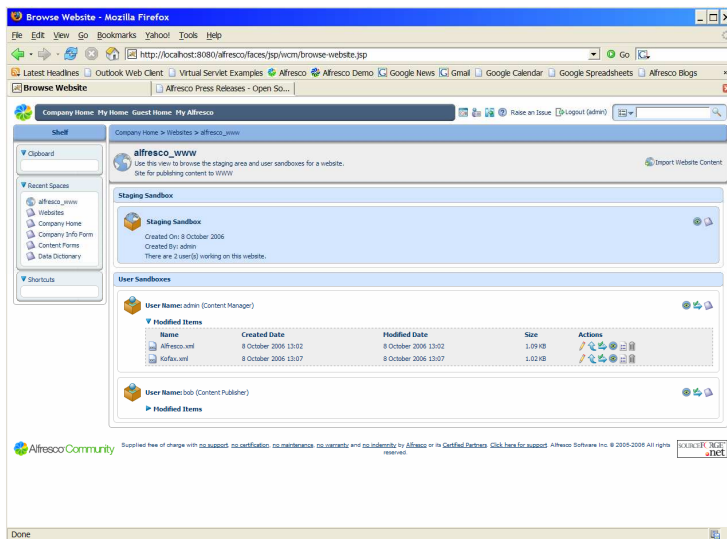 Browse Website - Mozilla Firefox
File Edit View Go Bookmarks Yahoo! Tools Help
http://localhost:8080/alfresco/faces/jsp/wcm/browse-website.jsp Go
Latest Headlines Outlook Web Client Virtual Servlet Examples Alfresco Alfresco Demo Google News Gmail Google Calendar Google Spreadsheets Alfresco Blogs
Browse Website Alfresco Press Releases - Open So...
Company Home My Home Guest Home My Alfresco Raise an Issue Logout (admin)
Shelf
Company Home > Websites > alfresco_www
Clipboard
alfresco_www
Use this view to browse the staging area and user sandboxes for a website.
Site for publishing content to WWW
Import Website Content
Recent Spaces
alfresco_www
Websites
Company Home
Company Info Form
Content Forms
Data Dictionary
Shortcuts
Staging Sandbox
Staging Sandbox
Created On: 8 October 2006
Created By: admin
There are 2 user(s) working on this website.
User Sandboxes
User Name: admin (Content Manager)
Modified Items
Name Created Date Modified Date Size Actions
Alfresco.xml 8 October 2006 13:02 8 October 2006 13:02 1.09 KB
Kofax.xml 8 October 2006 13:07 8 October 2006 13:07 1.02 KB
User Name: bob (Content Publisher)
Modified Items
Alfresco Community
Supplied free of charge with no support, no certification, no maintenance, no warranty and no indemnity by Alfresco or its Certified Partners. Click here for support. Alfresco Software Inc. © 2005-2006 All rights
reserved.
SOURCEFORGE
.net
Done